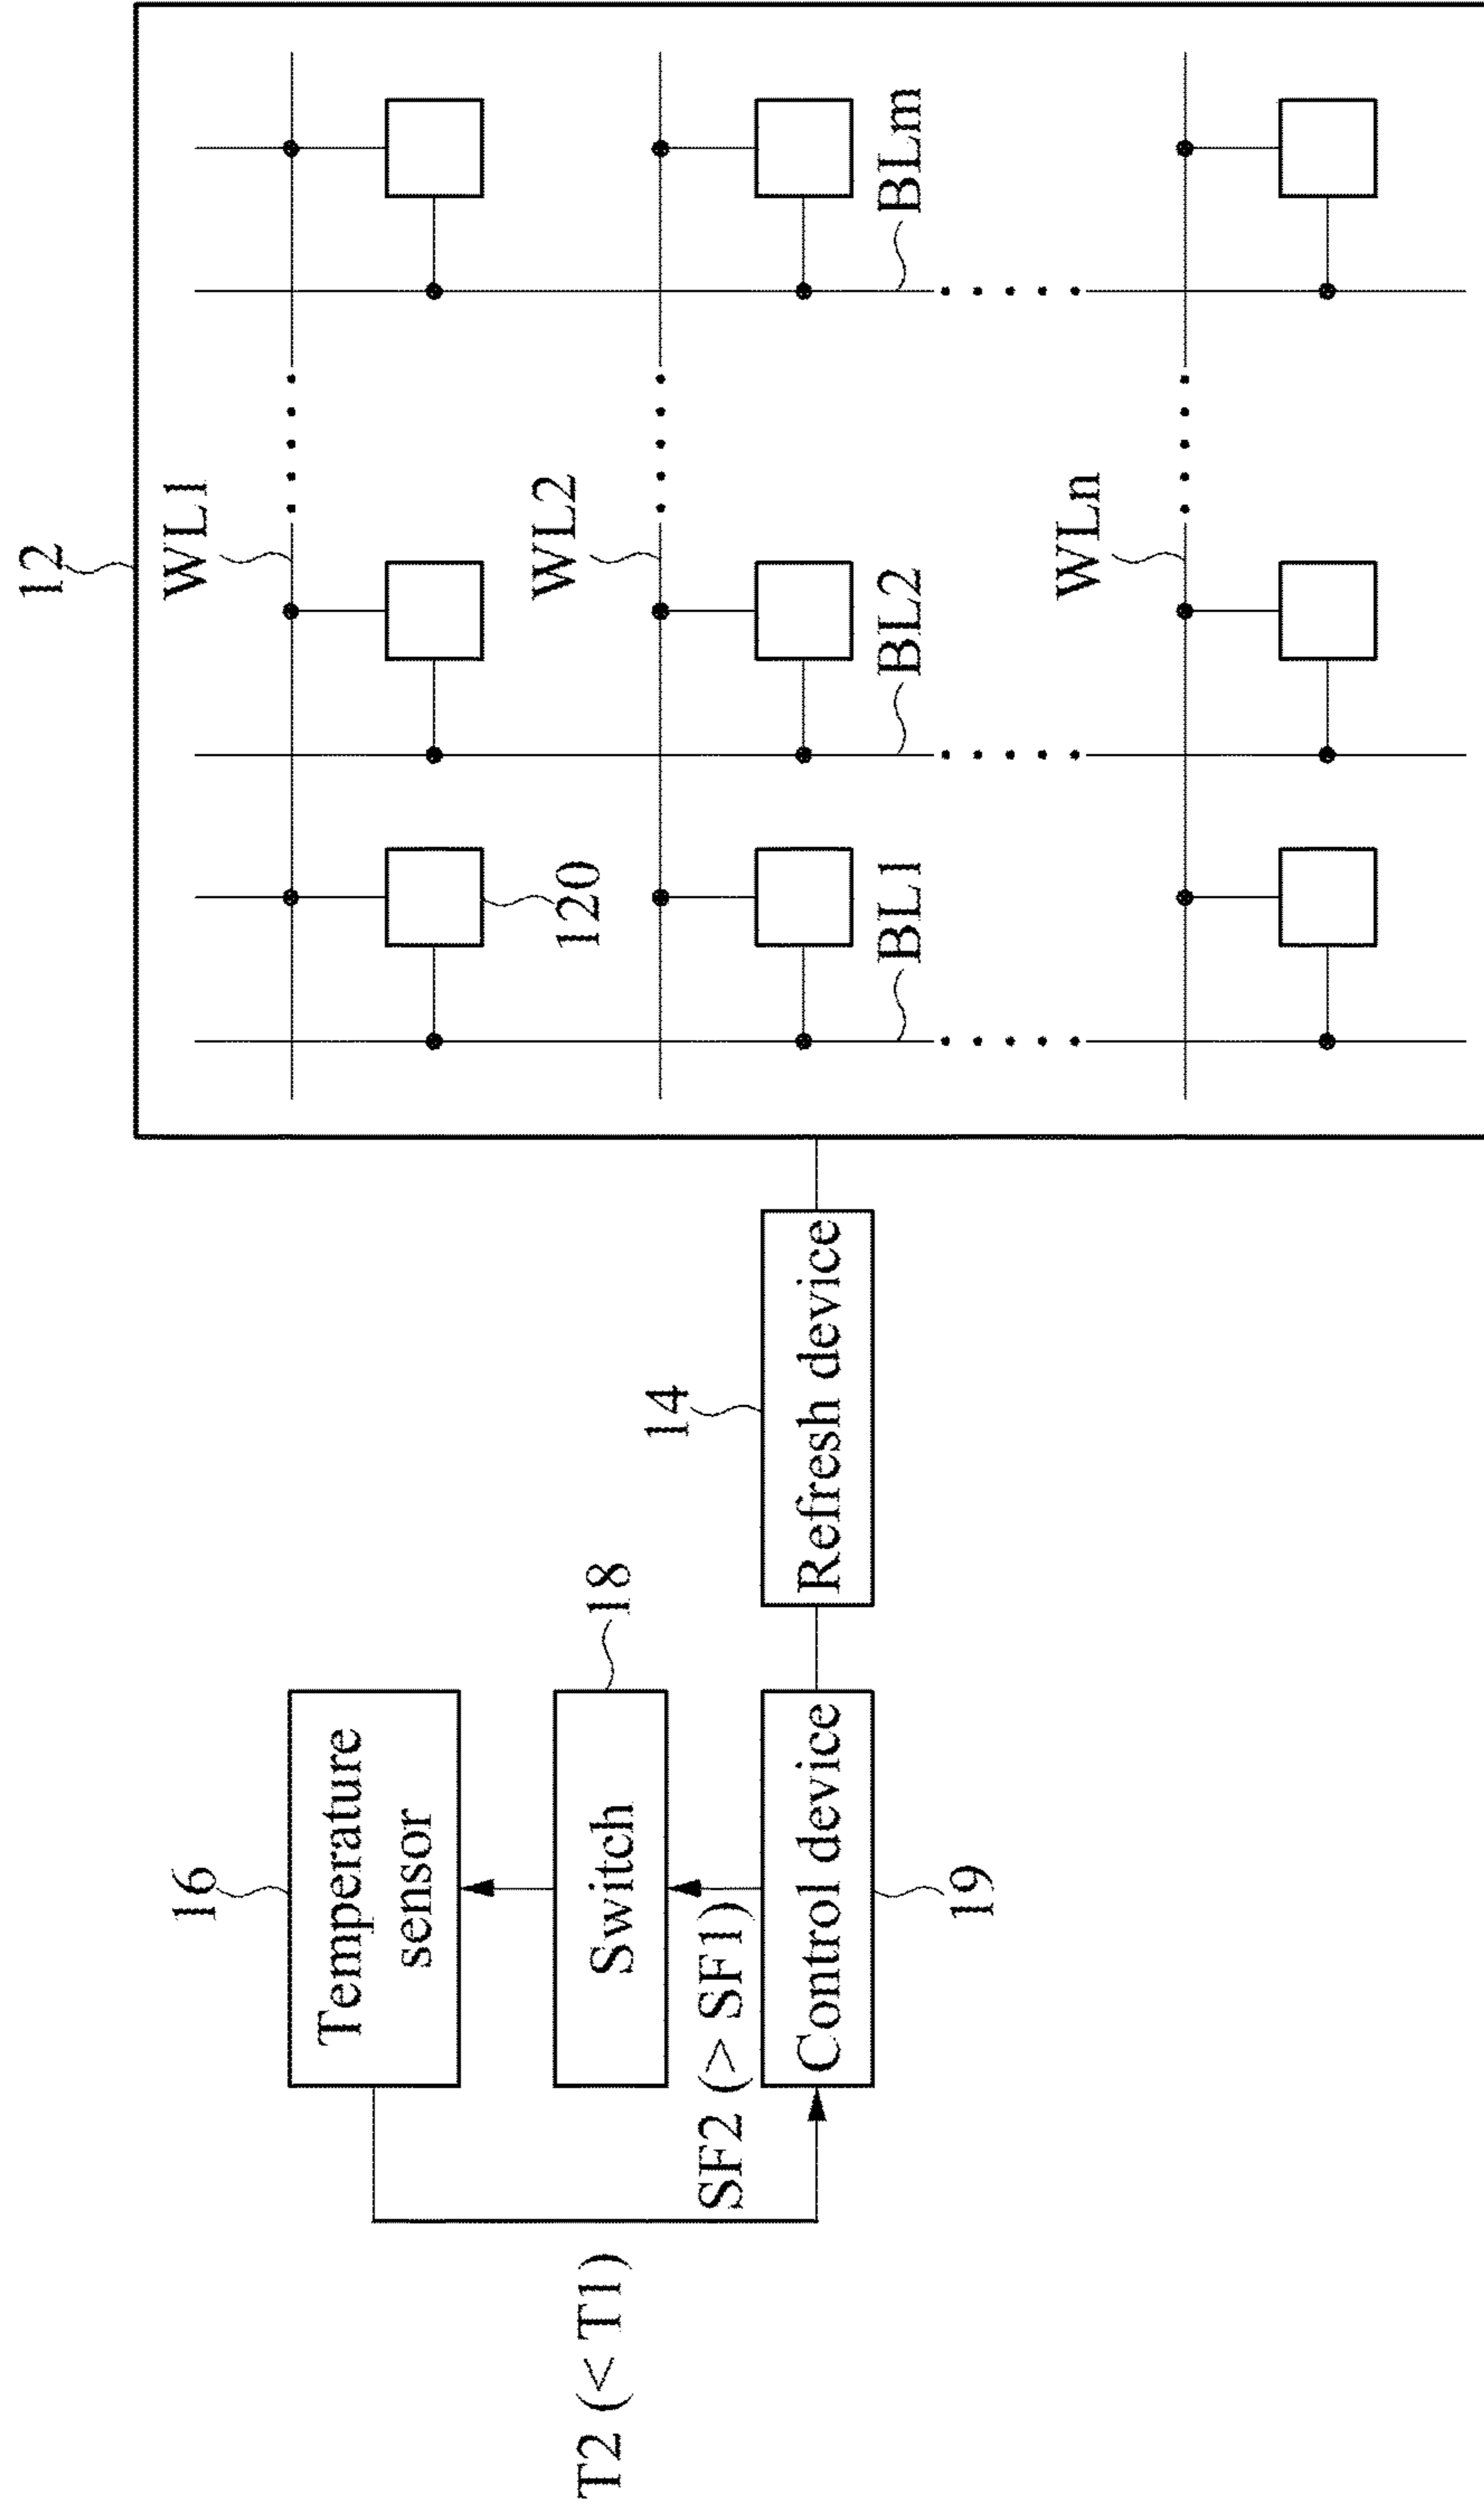 12
WL1
WL2
WLn
120
BL1
BL2
BLm
14
Refresh device
16
Temperature
sensor
18
Switch
SF2 (> SF1)
Control device
19
T2 (< T1)